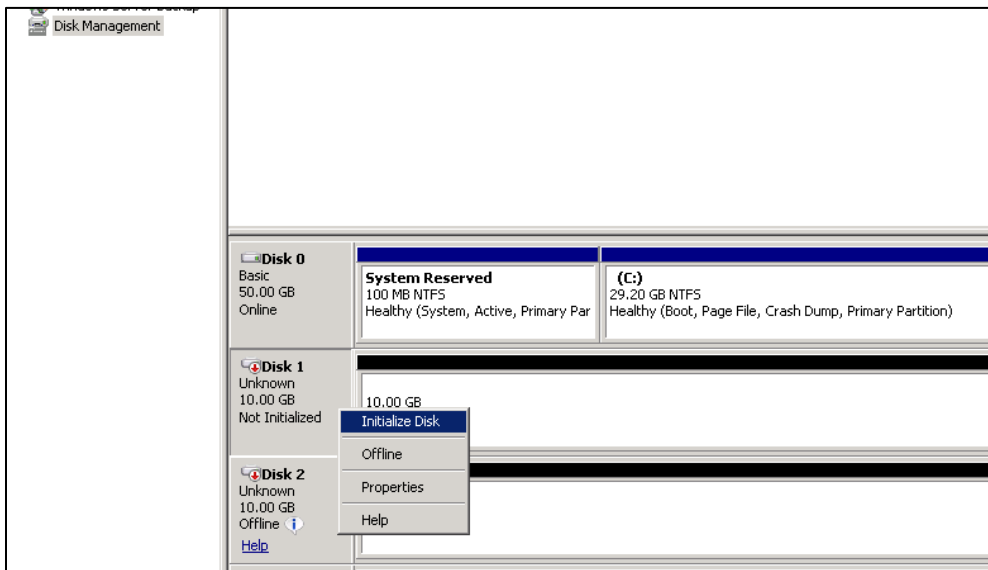 Disk Management
Disk 0
Basic
50.00 GB
Online
System Reserved
100 MB NTFS
Healthy (System, Active, Primary Par
(C:)
29.20 GB NTFS
Healthy (Boot, Page File, Crash Dump, Primary Partition)
Disk 1
Unknown
10.00 GB
Not Initialized
10.00 GB
Initialize Disk
Offline
Properties
Help
Disk 2
Unknown
10.00 GB
Offline
Help